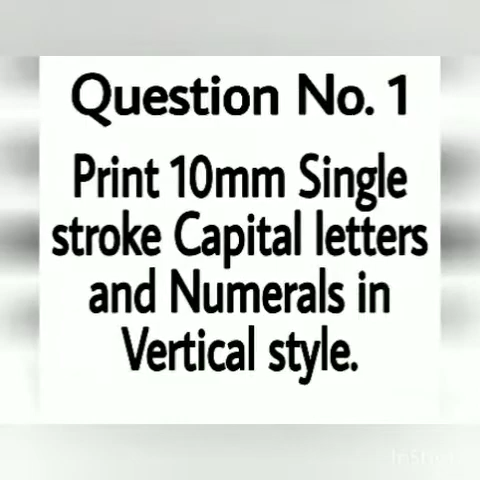 Question No. 1
Print 10mm Single
stroke Capital letters
and Numerals in
Vertical style.